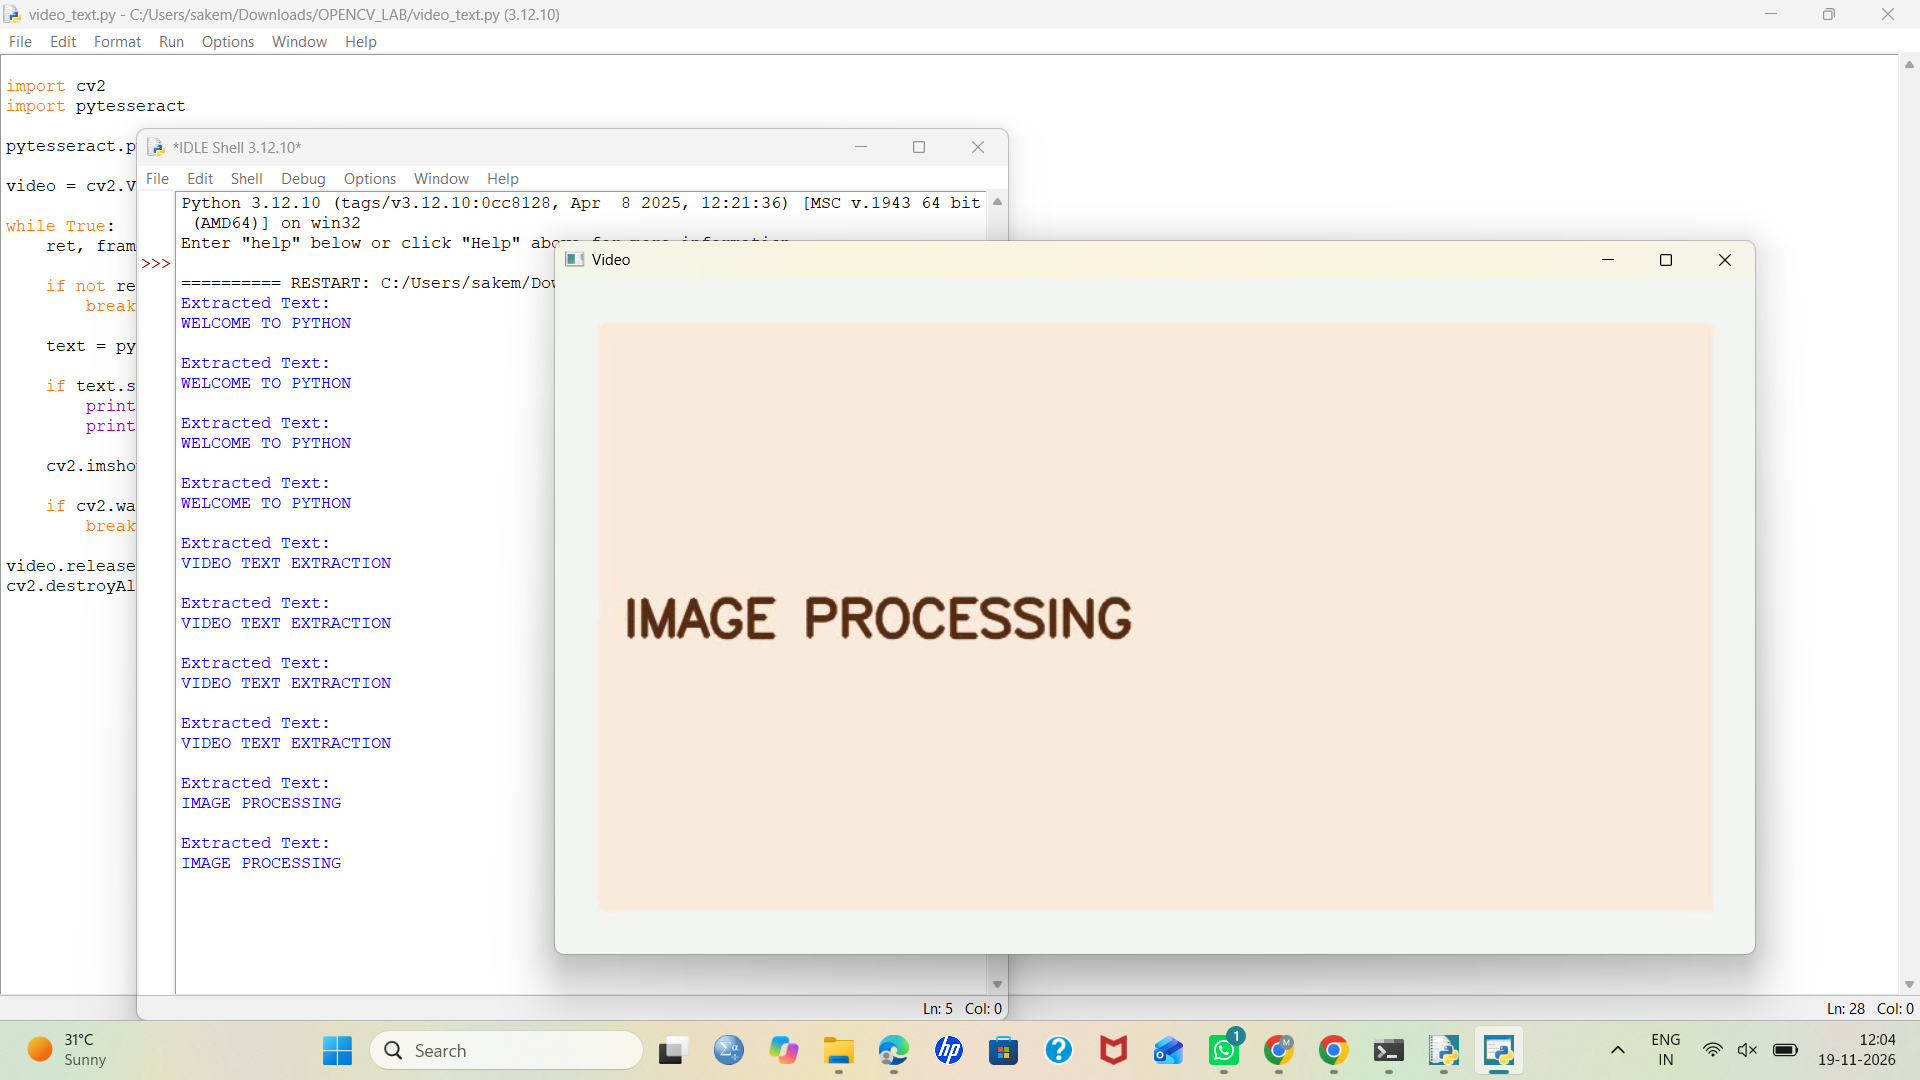 video_text.py - C:/Users/sakem/Downloads/OPENCV_LAB/video_text.py (3.12.10)
File Edit Format Run Options Window Help
import cv2
import pytesseract
pytesseract.p
video = cv2.V
while True:
ret, fram
if not re
break
text = py
if text.s
print
print
cv2.imsho
if cv2.wa
break
video.release
cv2.destroyAl
*IDLE Shell 3.12.10*
File Edit Shell Debug Options Window Help
Python 3.12.10 (tags/v3.12.10:0cc8128, Apr  8 2025, 12:21:36) [MSC v.1943 64 bit
(AMD64)] on win32
Enter "help" below or click "Help" above for more information
>>>
========== RESTART: C:/Users/sakem/Dow
Extracted Text:
WELCOME TO PYTHON
Extracted Text:
WELCOME TO PYTHON
Extracted Text:
WELCOME TO PYTHON
Extracted Text:
WELCOME TO PYTHON
Extracted Text:
VIDEO TEXT EXTRACTION
Extracted Text:
VIDEO TEXT EXTRACTION
Extracted Text:
VIDEO TEXT EXTRACTION
Extracted Text:
VIDEO TEXT EXTRACTION
Extracted Text:
IMAGE PROCESSING
Extracted Text:
IMAGE PROCESSING
Ln: 5 Col: 0
Video
IMAGE PROCESSING
Ln: 28 Col: 0
31°C
Sunny
Search
hp
1
M
ENG
IN
12:04
19-11-2026